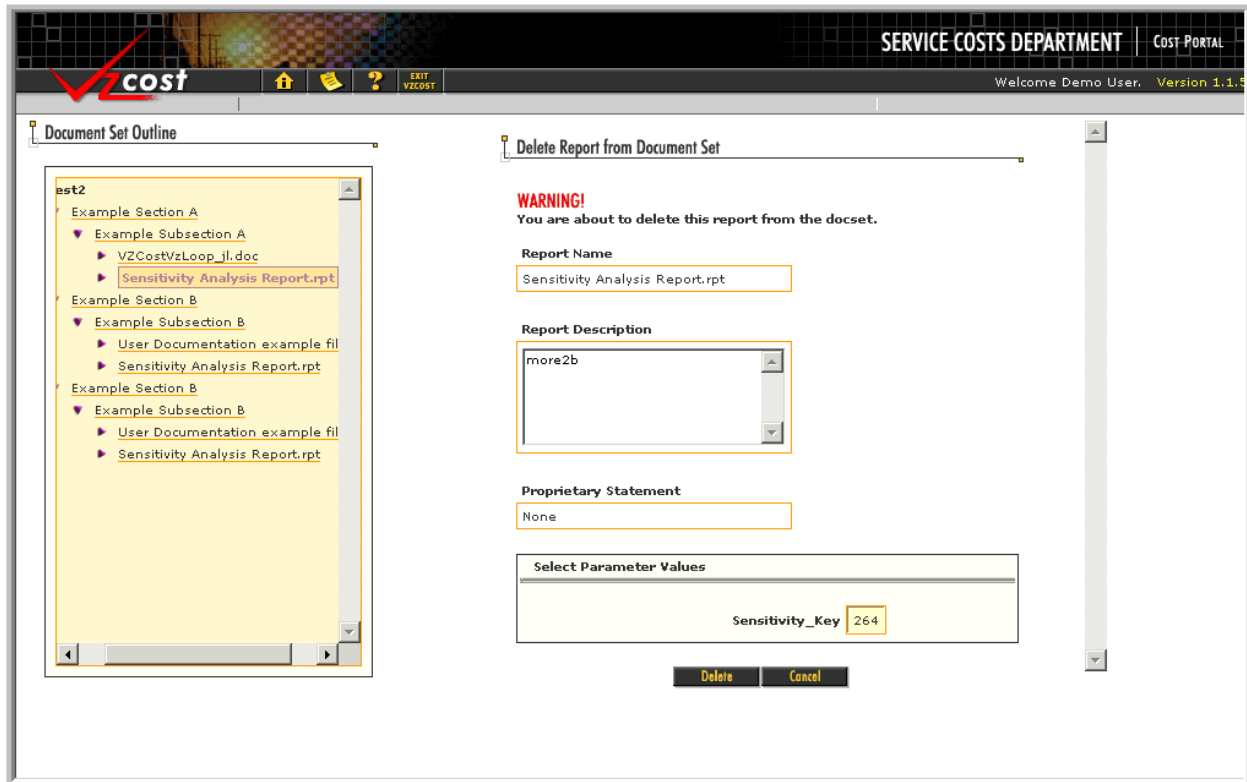 SERVICE COSTS DEPARTMENT | COST PORTAL
Vzcost
?
EXIT
VZCOST
Welcome Demo User. Version 1.1.5
Document Set Outline
est2
Example Section A
Example Subsection A
VZCostVzLoop_jl.doc
Sensitivity Analysis Report.rpt
Example Section B
Example Subsection B
User Documentation example fil
Sensitivity Analysis Report.rpt
Example Section B
Example Subsection B
User Documentation example fil
Sensitivity Analysis Report.rpt
Delete Report from Document Set
WARNING!
You are about to delete this report from the docset.
Report Name
Sensitivity Analysis Report.rpt
Report Description
more2b
Proprietary Statement
None
Select Parameter Values
Sensitivity_Key 264
Delete Cancel